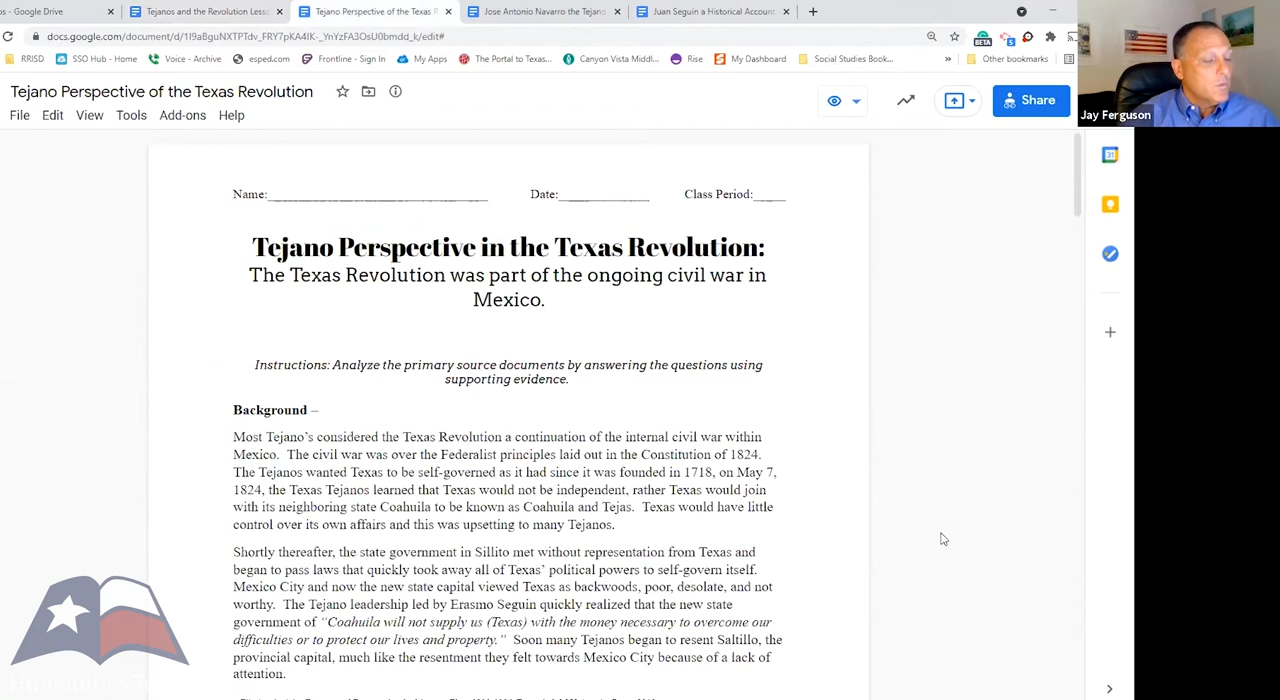 os - Google Drive
Tejanos and the Revolution Less
Tejano Perspective of the Texas R
Jose Antonio Navarro the Tejan
Juan Seguin a Historical Accoun
docs.google.com/document/d/1I9aBguNXTPTdv_FRY7pKA4IK-_YnYzFA3OsU0bmdd_k/edit#
BETA
5
RRISD
SSO Hub - Home
Voice - Archive
esped.com
Frontline - Sign In
My Apps
The Portal to Texas...
Canyon Vista Middl...
Rise
My Dashboard
Social Studies Book...
»
Other bookmarks
Tejano Perspective of the Texas Revolution
Share
Jay Ferguson
File Edit View Tools Add-ons Help
31
Name: Date: Class Period:
Tejano Perspective in the Texas Revolution:
The Texas Revolution was part of the ongoing civil war in
Mexico.
Instructions: Analyze the primary source documents by answering the questions using
supporting evidence.
Background –
Most Tejano's considered the Texas Revolution a continuation of the internal civil war within
Mexico. The civil war was over the Federalist principles laid out in the Constitution of 1824.
The Tejanos wanted Texas to be self-governed as it had since it was founded in 1718, on May 7,
1824, the Texas Tejanos learned that Texas would not be independent, rather Texas would join
with its neighboring state Coahuila to be known as Coahuila and Tejas. Texas would have little
control over its own affairs and this was upsetting to many Tejanos.
Shortly thereafter, the state government in Sillito met without representation from Texas and
began to pass laws that quickly took away all of Texas' political powers to self-govern itself.
Mexico City and now the new state capital viewed Texas as backwoods, poor, desolate, and not
worthy. The Tejano leadership led by Erasmo Seguin quickly realized that the new state
government of "Coahuila will not supply us (Texas) with the money necessary to overcome our
difficulties or to protect our lives and property." Soon many Tejanos began to resent Saltillo, the
provincial capital, much like the resentment they felt towards Mexico City because of a lack of
attention.